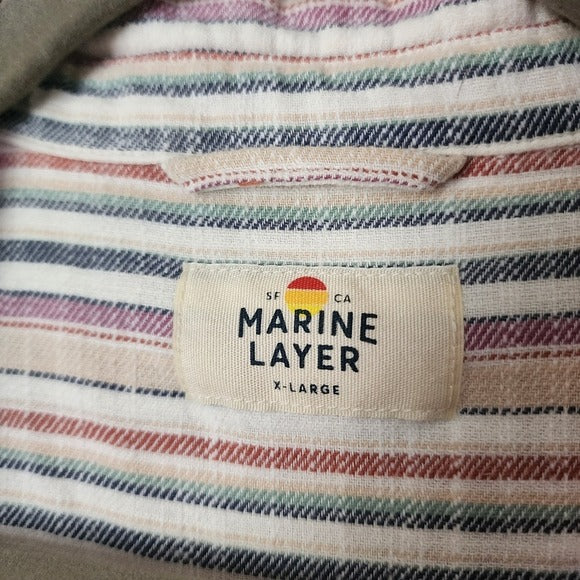 SF CA
MARINE
LAYER
X-LARGE